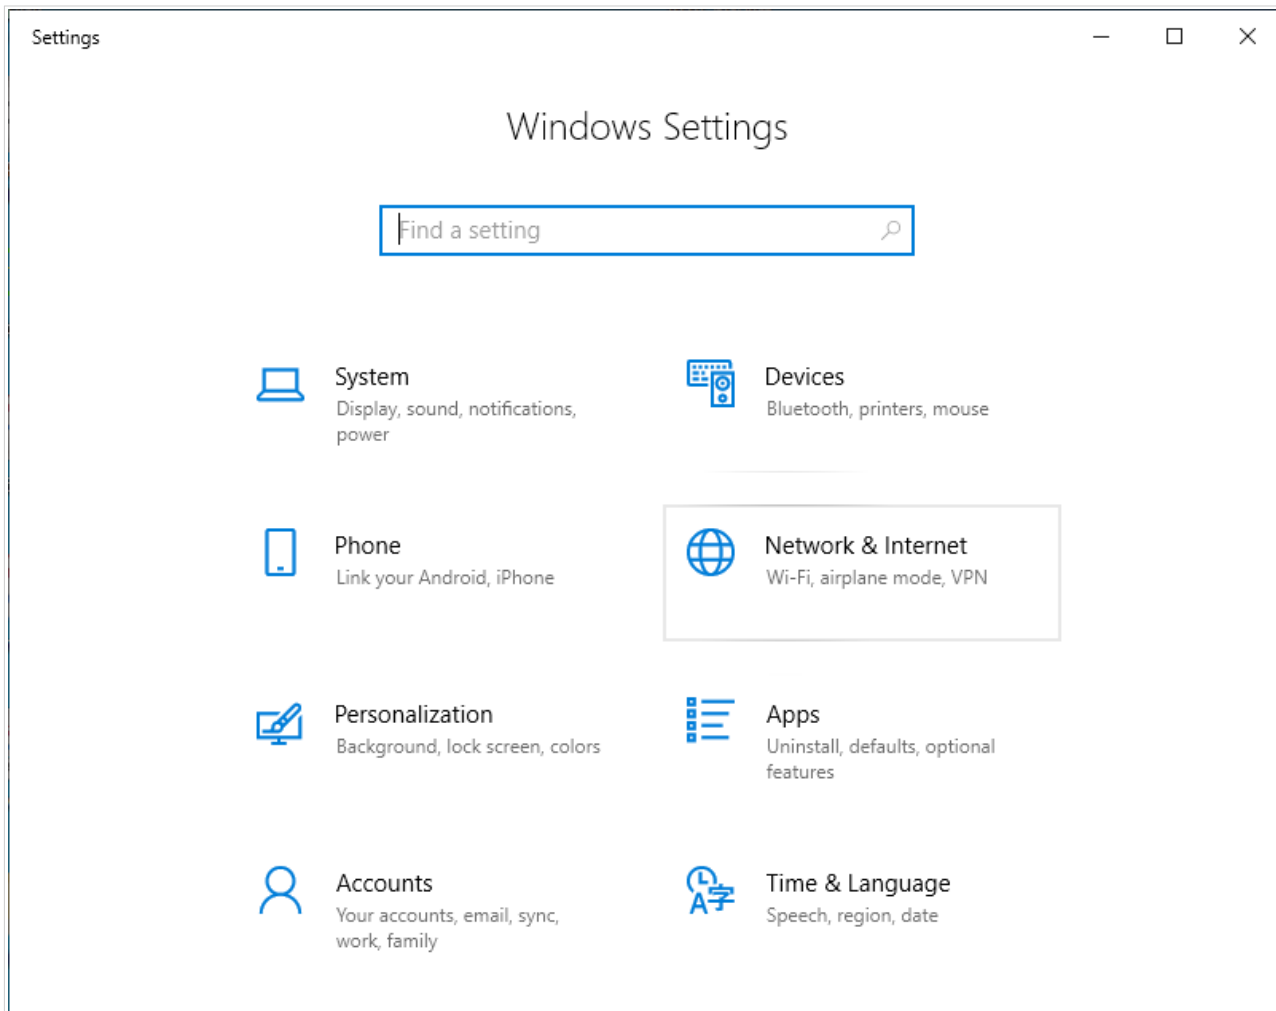 Settings
Windows Settings
Find a setting
System
Display, sound, notifications,
power
Devices
Bluetooth, printers, mouse
Phone
Link your Android, iPhone
Network & Internet
Wi-Fi, airplane mode, VPN
Personalization
Background, lock screen, colors
Apps
Uninstall, defaults, optional
features
Accounts
Your accounts, email, sync,
work, family
Time & Language
Speech, region, date